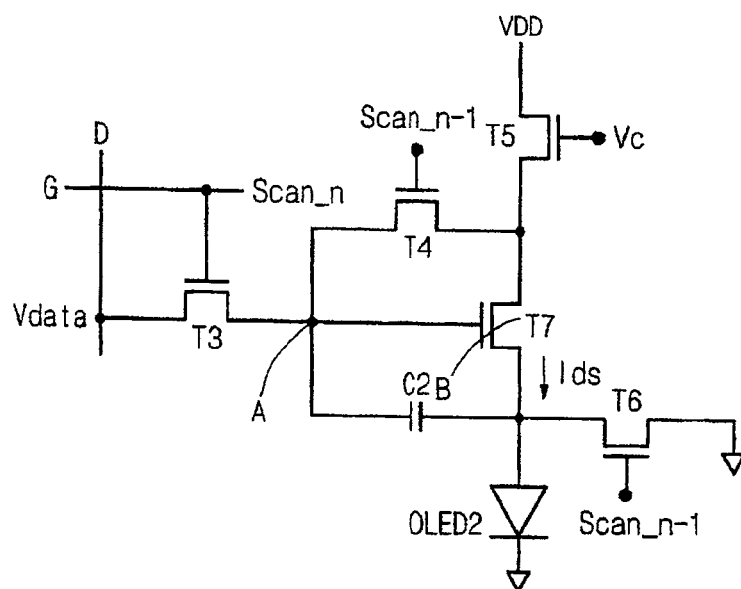 VDD
D
Scan_n-1
T5
Vc
G
Scan_n
T4
Vdata
T3
T7
A
C2
B
Ids
T6
OLED2
Scan_n-1